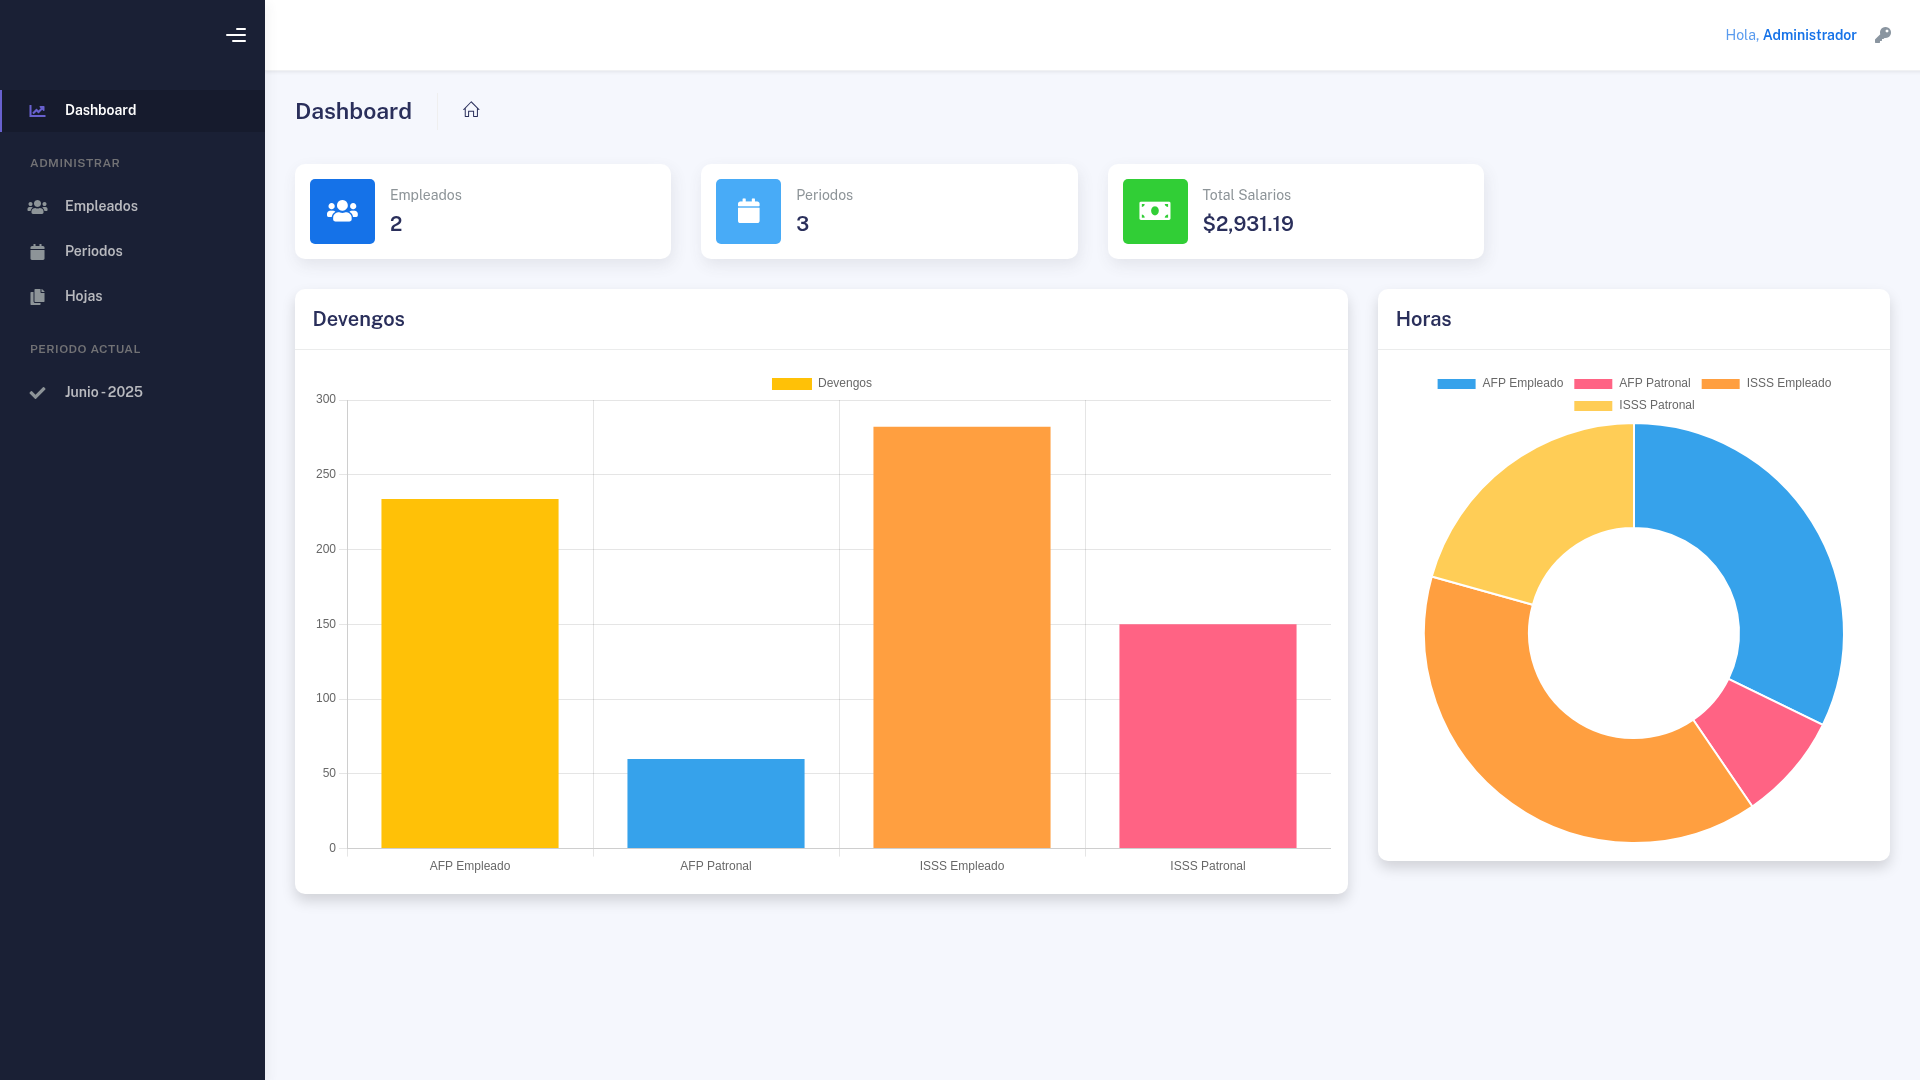 Hola, Administrador
Dashboard
ADMINISTRAR
Empleados
Periodos
Hojas
PERIODO ACTUAL
Junio - 2025
Dashboard
Empleados
2
Periodos
3
Total Salarios
$2,931.19
Devengos
Devengos
300
250
200
150
100
50
0
AFP Empleado
AFP Patronal
ISSS Empleado
ISSS Patronal
Horas
AFP Empleado AFP Patronal ISSS Empleado
ISSS Patronal